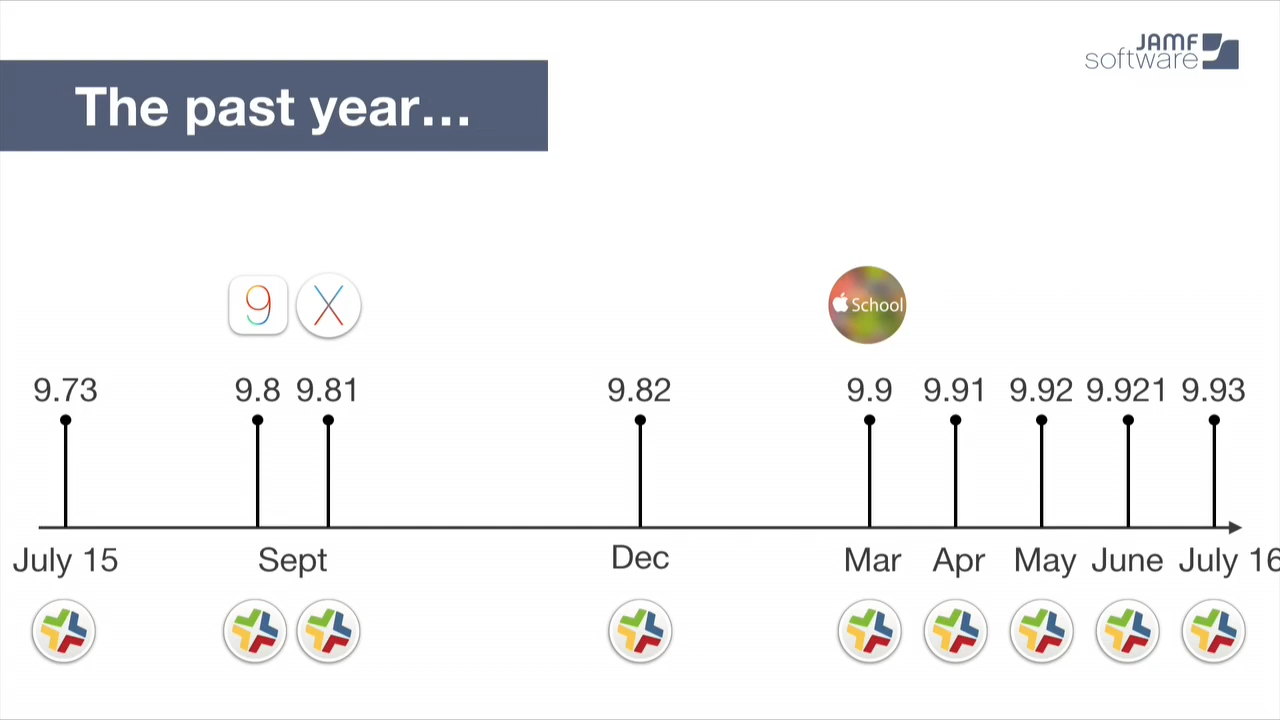 JAMF
software
The past year...
9 X
School
9.73 9.8 9.81 9.82 9.9 9.91 9.92 9.921 9.93
July 15 Sept Dec Mar Apr May June July 16